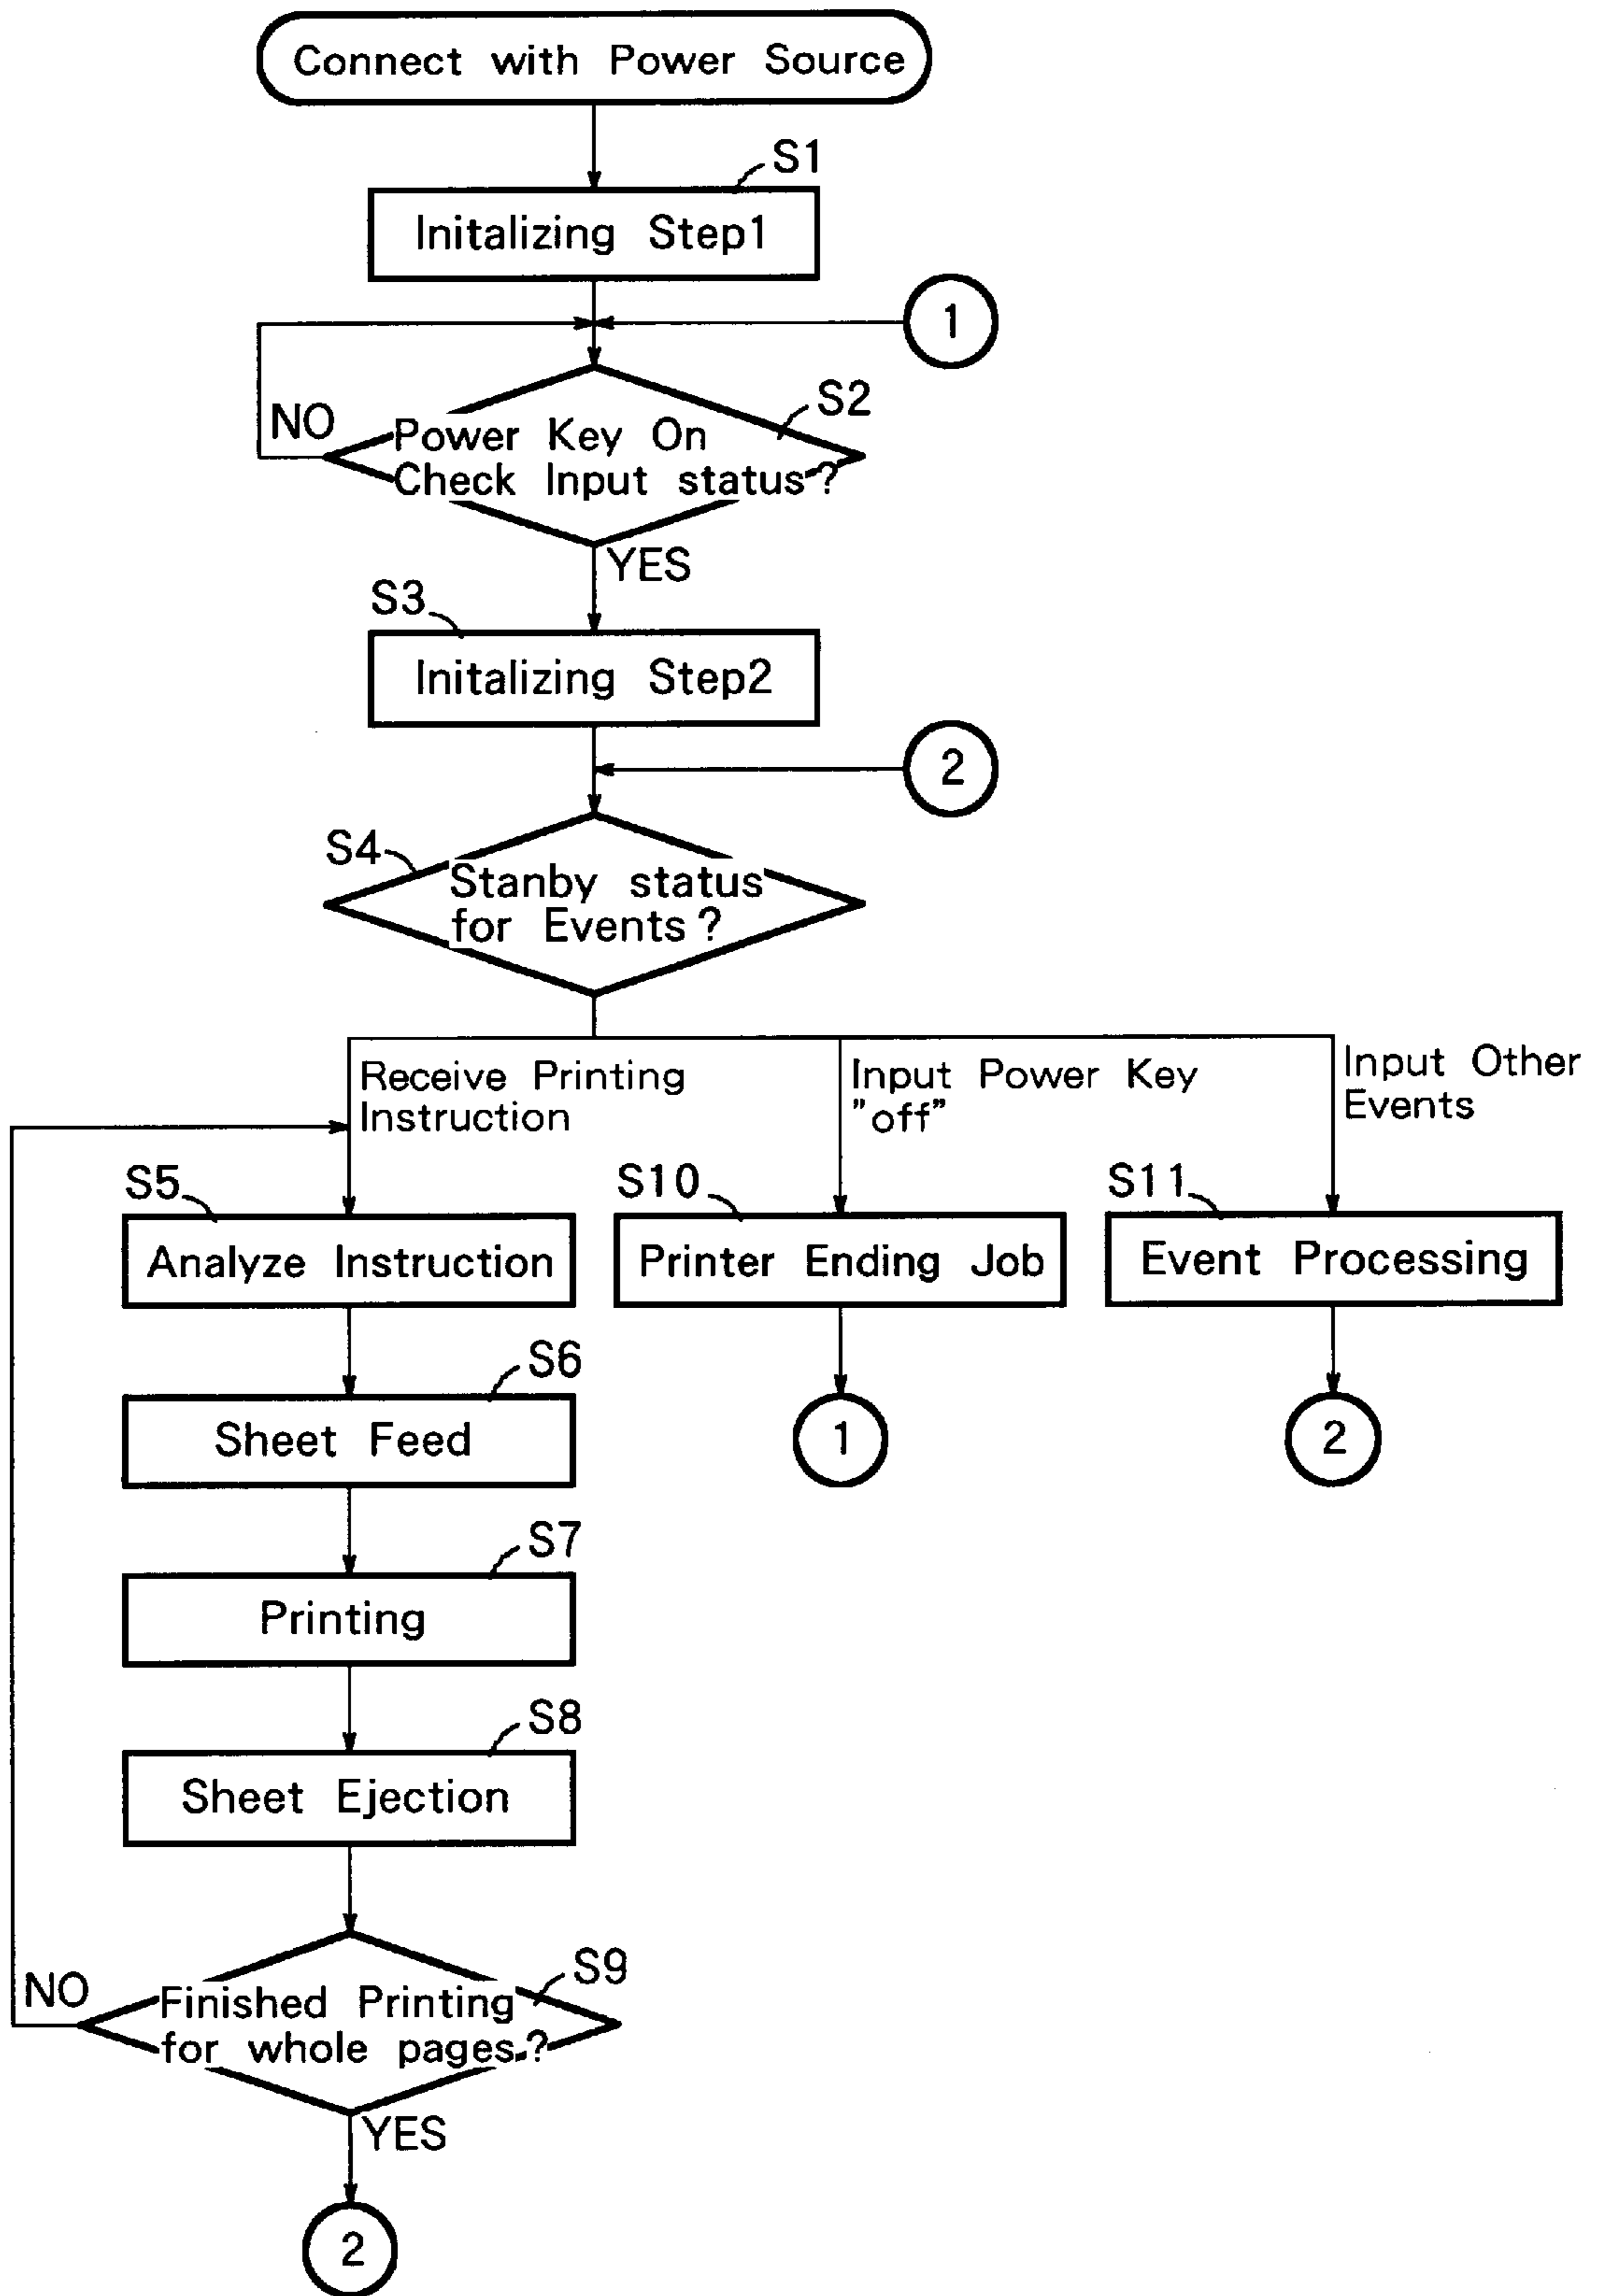 Connect with Power Source
S1
Initalizing Step1
1
S2
NO
Power Key On
Check Input status?
YES
S3
Initalizing Step2
2
S4
Stanby status
for Events?
Receive Printing
Instruction
Input Power Key
"off"
Input Other
Events
S5
Analyze Instruction
S10
Printer Ending Job
S11
Event Processing
S6
Sheet Feed
1
2
S7
Printing
S8
Sheet Ejection
S9
NO
Finished Printing
for whole pages.?
YES
2